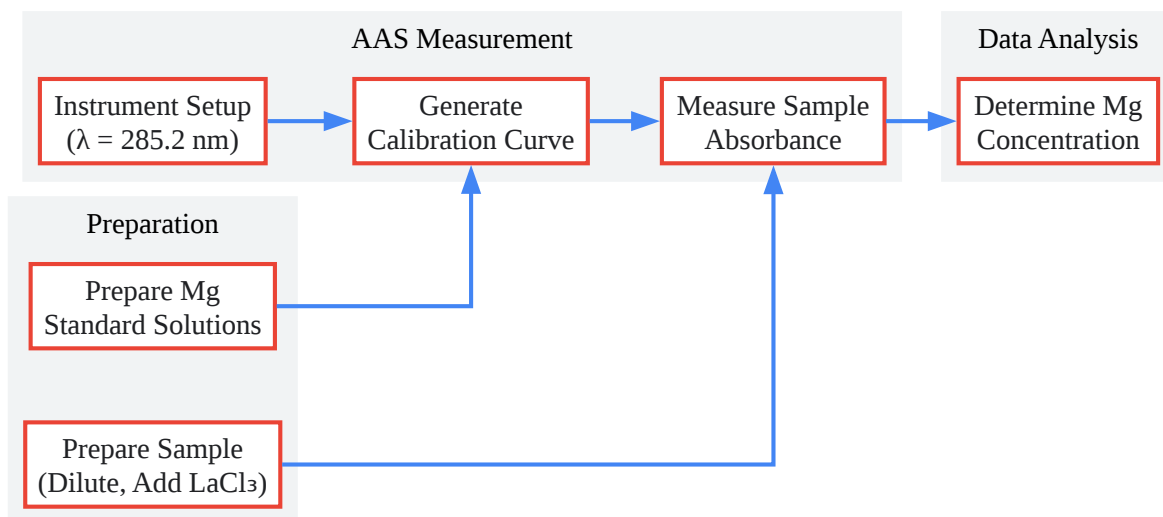 AAS Measurement
Instrument Setup
(λ = 285.2 nm)
Generate
Calibration Curve
Measure Sample
Absorbance
Data Analysis
Determine Mg
Concentration
Preparation
Prepare Mg
Standard Solutions
Prepare Sample
(Dilute, Add LaCl₃)